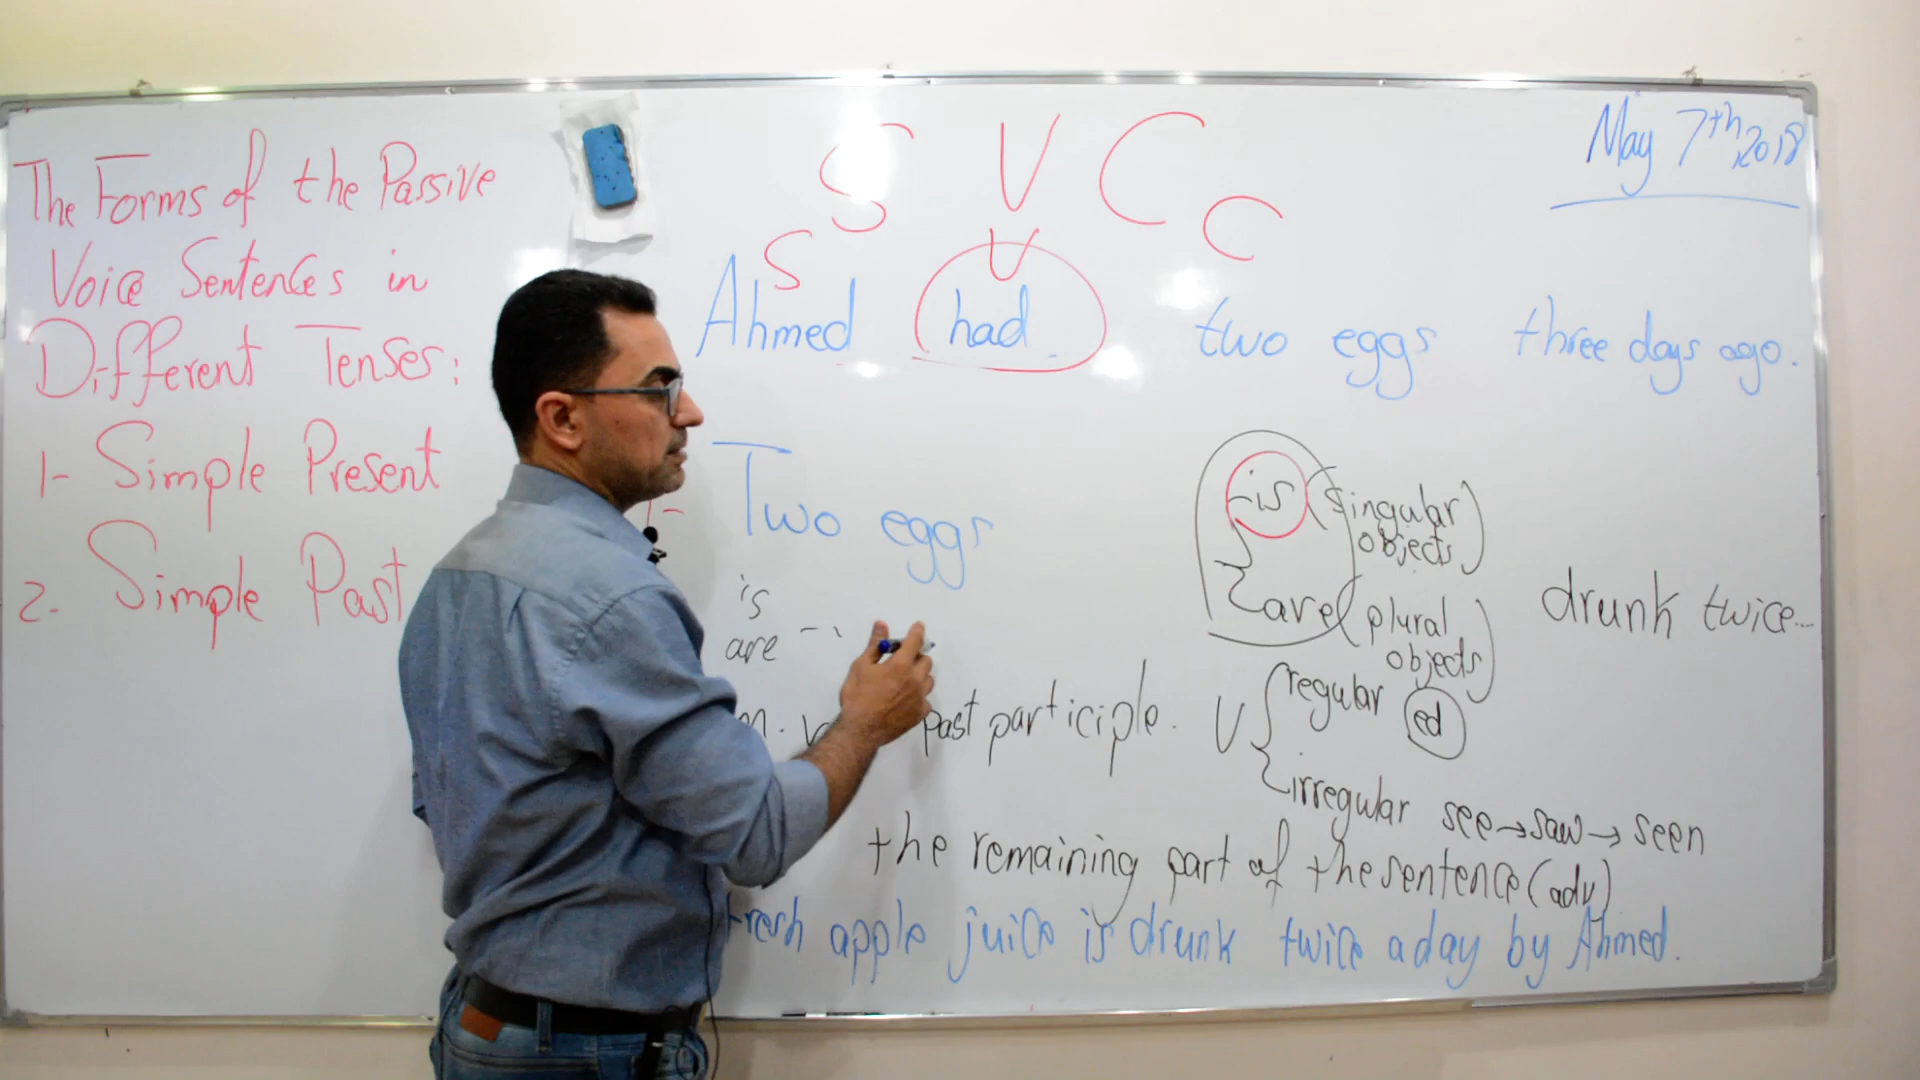 The Forms of the Passive
Voice Sentences in
Different Tenses:
1- Simple Present
2- Simple Past
May 7th, 2018
S V C C
S V
Ahmed had two eggs three days ago.
1- Two eggs
is
are
is (singular objects)
are (plural objects)
drunk twice...
past participle. V
regular ed
irregular see → saw → seen
the remaining part of the sentence (adv)
Fresh apple juice is drunk twice a day by Ahmed.